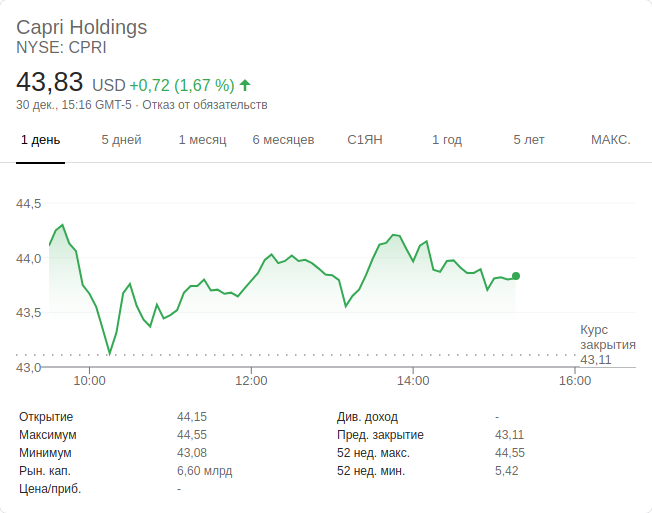 Capri Holdings
NYSE: CPRI
43,83 USD +0,72 (1,67 %)
30 дек., 15:16 GMT-5 · Отказ от обязательств
1 день 5 дней 1 месяц 6 месяцев С1ЯН 1 год 5 лет МАКС.
44,5
44,0
43,5
43,0
Курс
закрытия
43,11
10:00 12:00 14:00 16:00
Открытие 44,15 Див. доход -
Максимум 44,55 Пред. закрытие 43,11
Минимум 43,08 52 нед. макс. 44,55
Рын. кап. 6,60 млрд 52 нед. мин. 5,42
Цена/приб. -